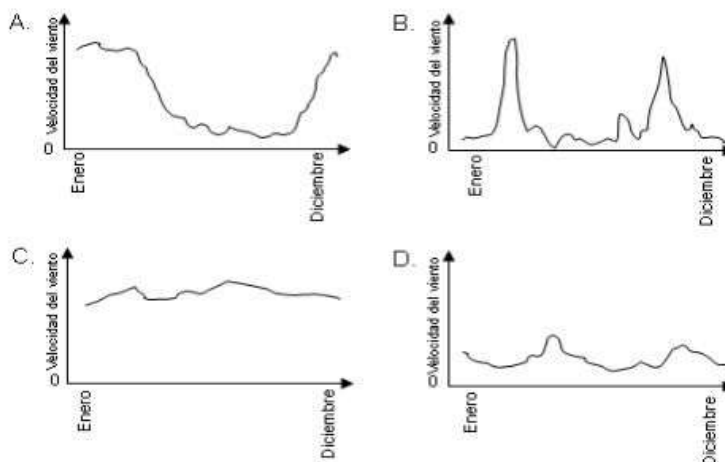 A.
Velocidad del viento
0
Enero
Diciembre
B.
Velocidad del viento
0
Enero
Diciembre
C.
Velocidad del viento
0
Enero
Diciembre
D.
Velocidad del viento
0
Enero
Diciembre